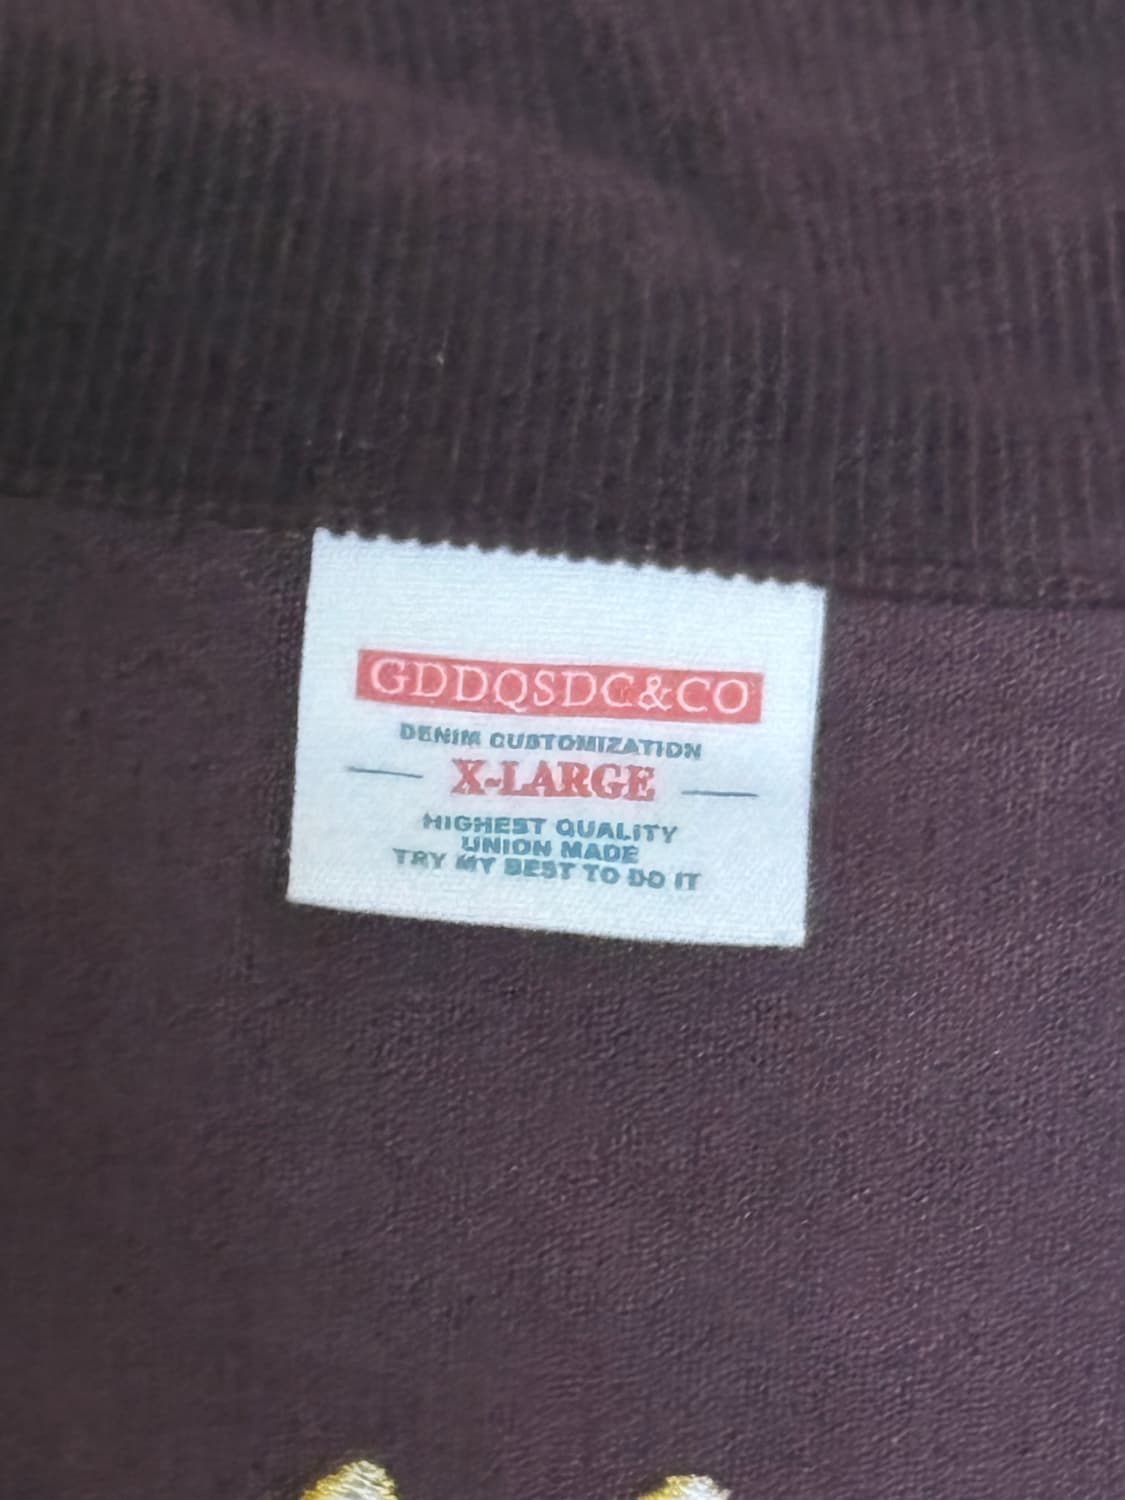 GDDQSDC&CO
DENIM CUSTOMIZATION
X-LARGE
HIGHEST QUALITY
UNION MADE
TRY MY BEST TO DO IT